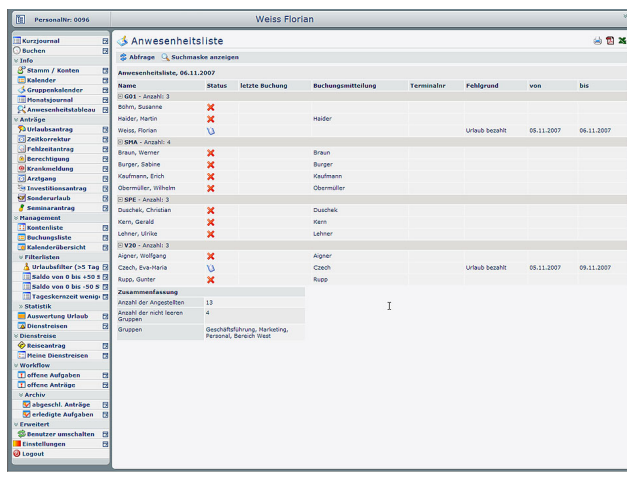 PersonalNr: 0096
Weiss Florian
Kurzjournal
Buchen
Info
Stamm / Konten
Kalender
Gruppenkalender
Monatsjournal
Anwesenheitstableau
Anträge
Urlaubsantrag
Zeitkorrektur
Fehlzeitantrag
Berechtigung
Krankmeldung
Arztgang
Investitionsantrag
Sonderurlaub
Seminarantrag
Management
Kontenliste
Buchungsliste
Kalenderübersicht
Filterlisten
Urlaubsfilter (>5 Tag
Saldo von 0 bis +50 S
Saldo von 0 bis -50 S
Tageskennzeit wenig
Statistik
Auswertung Urlaub
Dienstreisen
Dienstreise
Reiseantrag
Meine Dienstreisen
Workflow
offene Aufgaben
offene Anträge
Archiv
abgeschl. Anträge
erledigte Aufgaben
Erweitert
Benutzer umschalten
Einstellungen
Logout
Anwesenheitsliste
Abfrage Suchmaske anzeigen
Anwesenheitsliste, 06.11.2007
Name Status letzte Buchung Buchungsmitteilung Terminalnr Fehlgrund von bis
G01 - Anzahl: 3
Böhm, Susanne
Haider, Martin Haider
Weiss, Florian Urlaub bezahlt 05.11.2007 06.11.2007
SMA - Anzahl: 4
Braun, Werner Braun
Burger, Sabine Burger
Kaufmann, Erich Kaufmann
Obermüller, Wilhelm Obermüller
SPE - Anzahl: 3
Duschek, Christian Duschek
Kern, Gerald Kern
Lehner, Ulrike Lehner
V20 - Anzahl: 3
Aigner, Wolfgang Aigner
Czech, Eva-Maria Czech Urlaub bezahlt 05.11.2007 09.11.2007
Rupp, Gunter Rupp
Zusammenfassung
Anzahl der Angestellten 13
Anzahl der nicht leeren Gruppen 4
Gruppen Geschäftsführung, Marketing,
Personal, Bereich West